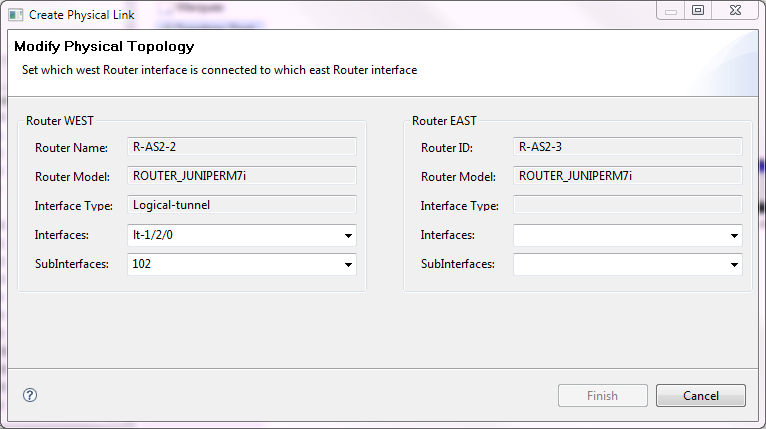 Create Physical Link
Modify Physical Topology
Set which west Router interface is connected to which east Router interface
Router WEST
Router Name: R-AS2-2
Router Model: ROUTER_JUNIPERM7i
Interface Type: Logical-tunnel
Interfaces: lt-1/2/0
SubInterfaces: 102
Router EAST
Router ID: R-AS2-3
Router Model: ROUTER_JUNIPERM7i
Interface Type:
Interfaces:
SubInterfaces:
Finish Cancel